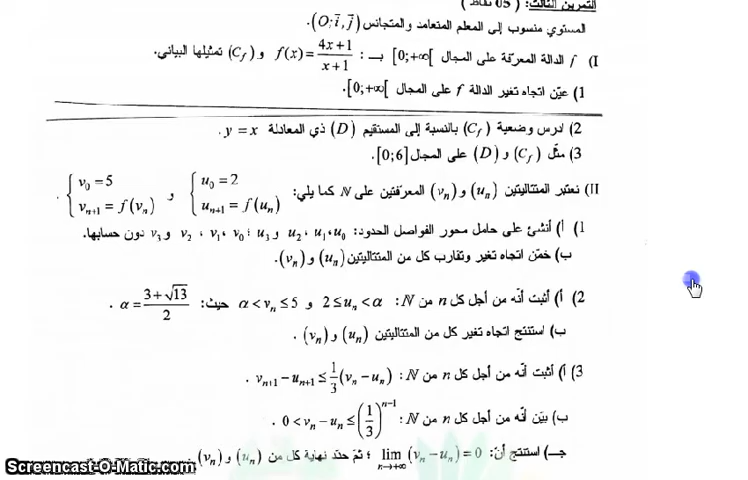 التمرين الثالث: ( 05 نقاط )
المستوي منسوب إلى المعلم المتعامد والمتجانس (O; i⃗, j⃗).
I) f الدالة المعرّفة على المجال [0;+∞[ بـ : f(x) = (4x+1)/(x+1) و (C_f) تمثيلها البياني.
1) عيّن اتجاه تغير الدالة f على المجال [0;+∞[.
2) ادرس وضعية (C_f) بالنسبة إلى المستقيم (D) ذي المعادلة y = x .
3) مثّل (C_f) و (D) على المجال [0;6].
II) نعتبر المتتاليتين (u_n) و (v_n) المعرّفتين على ℕ كما يلي: { u_0 = 2 ; u_{n+1} = f(u_n) و { v_0 = 5 ; v_{n+1} = f(v_n) .
1) أ) أنشئ على حامل محور الفواصل الحدود: u_0 ، u_1 ، u_2 ، u_3 و v_0 ، v_1 ، v_2 و v_3 دون حسابها.
ب) خمّن اتجاه تغير وتقارب كل من المتتاليتين (u_n) و (v_n).
2) أ) أثبت أنّه من أجل كل n من ℕ : 2 ≤ u_n < α و α < v_n ≤ 5 حيث: α = (3+√13)/2 .
ب) استنتج اتجاه تغير كل من المتتاليتين (u_n) و (v_n) .
3) أ) أثبت أنّه من أجل كل n من ℕ : v_{n+1} − u_{n+1} ≤ 1/3 (v_n − u_n) .
ب) بيّن أنّه من أجل كل n من ℕ : 0 < v_n − u_n ≤ (1/3)^{n−1} .
جـ) استنتج أنّ: lim_{n→+∞} (v_n − u_n) = 0 ؛ ثمّ حدّد نهاية كل من (u_n) و (v_n)
Screencast-O-Matic.com